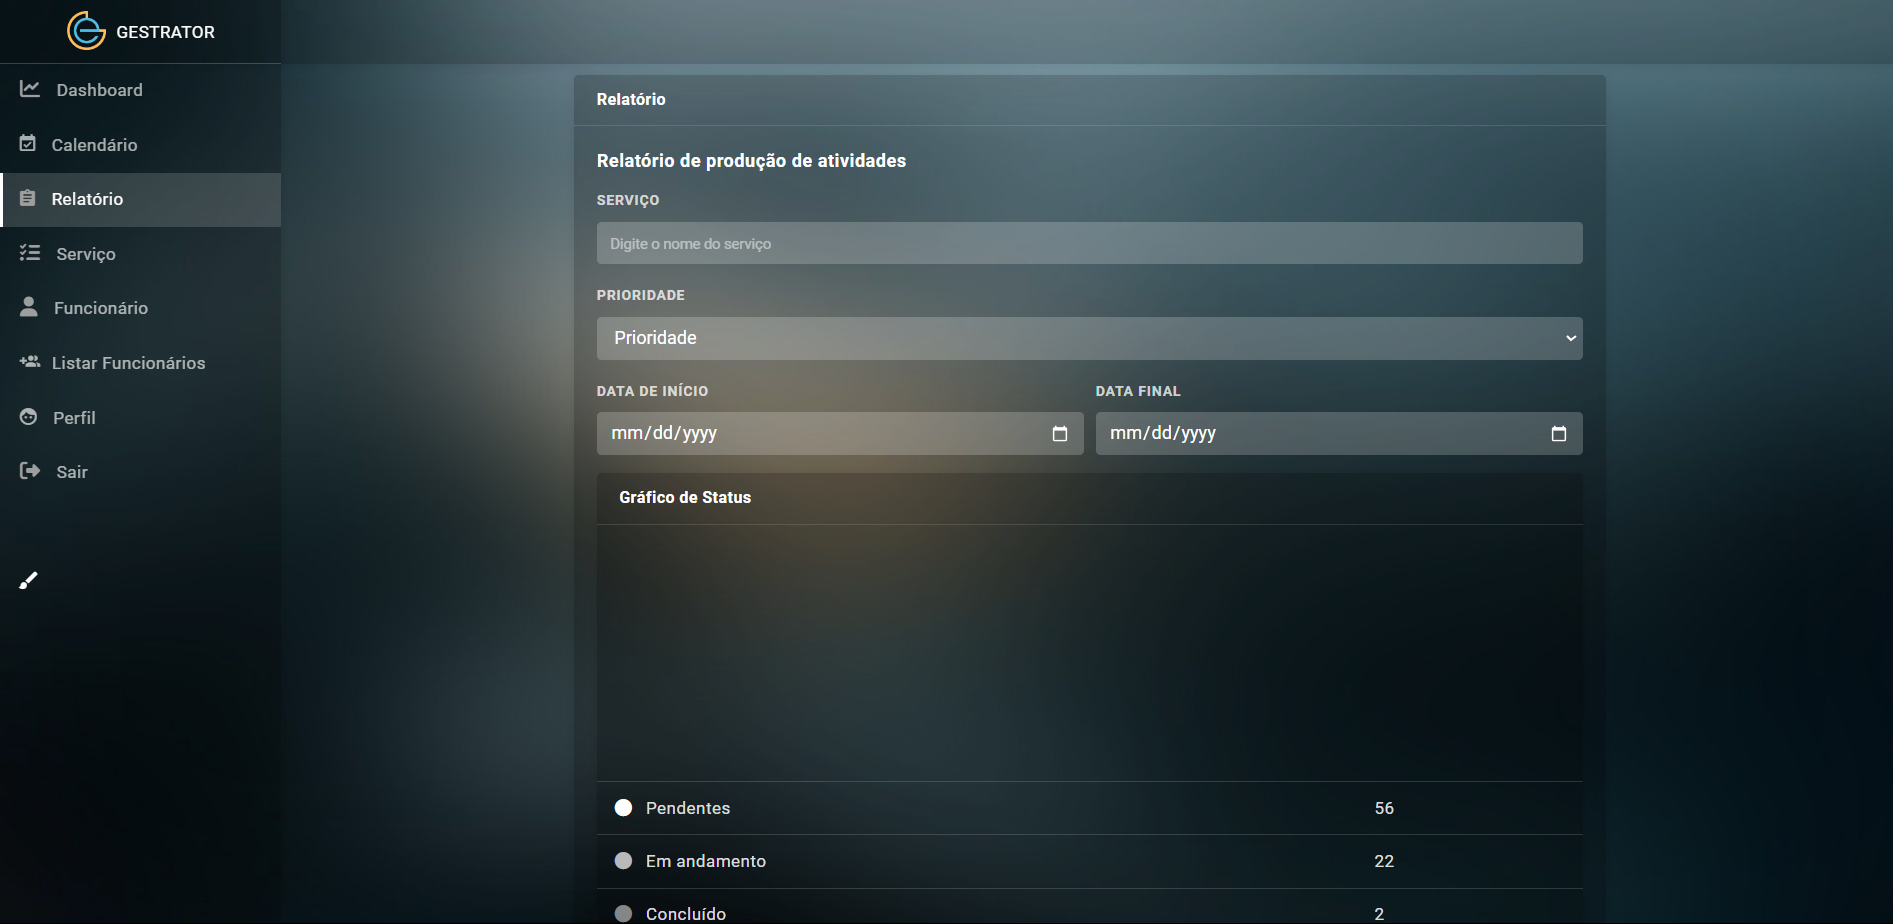 GESTRATOR
Dashboard
Calendário
Relatório
Serviço
Funcionário
Listar Funcionários
Perfil
Sair
Relatório
Relatório de produção de atividades
SERVIÇO
Digite o nome do serviço
PRIORIDADE
Prioridade
DATA DE INÍCIO
DATA FINAL
mm/dd/yyyy
mm/dd/yyyy
Gráfico de Status
Pendentes 56
Em andamento 22
Concluído 2